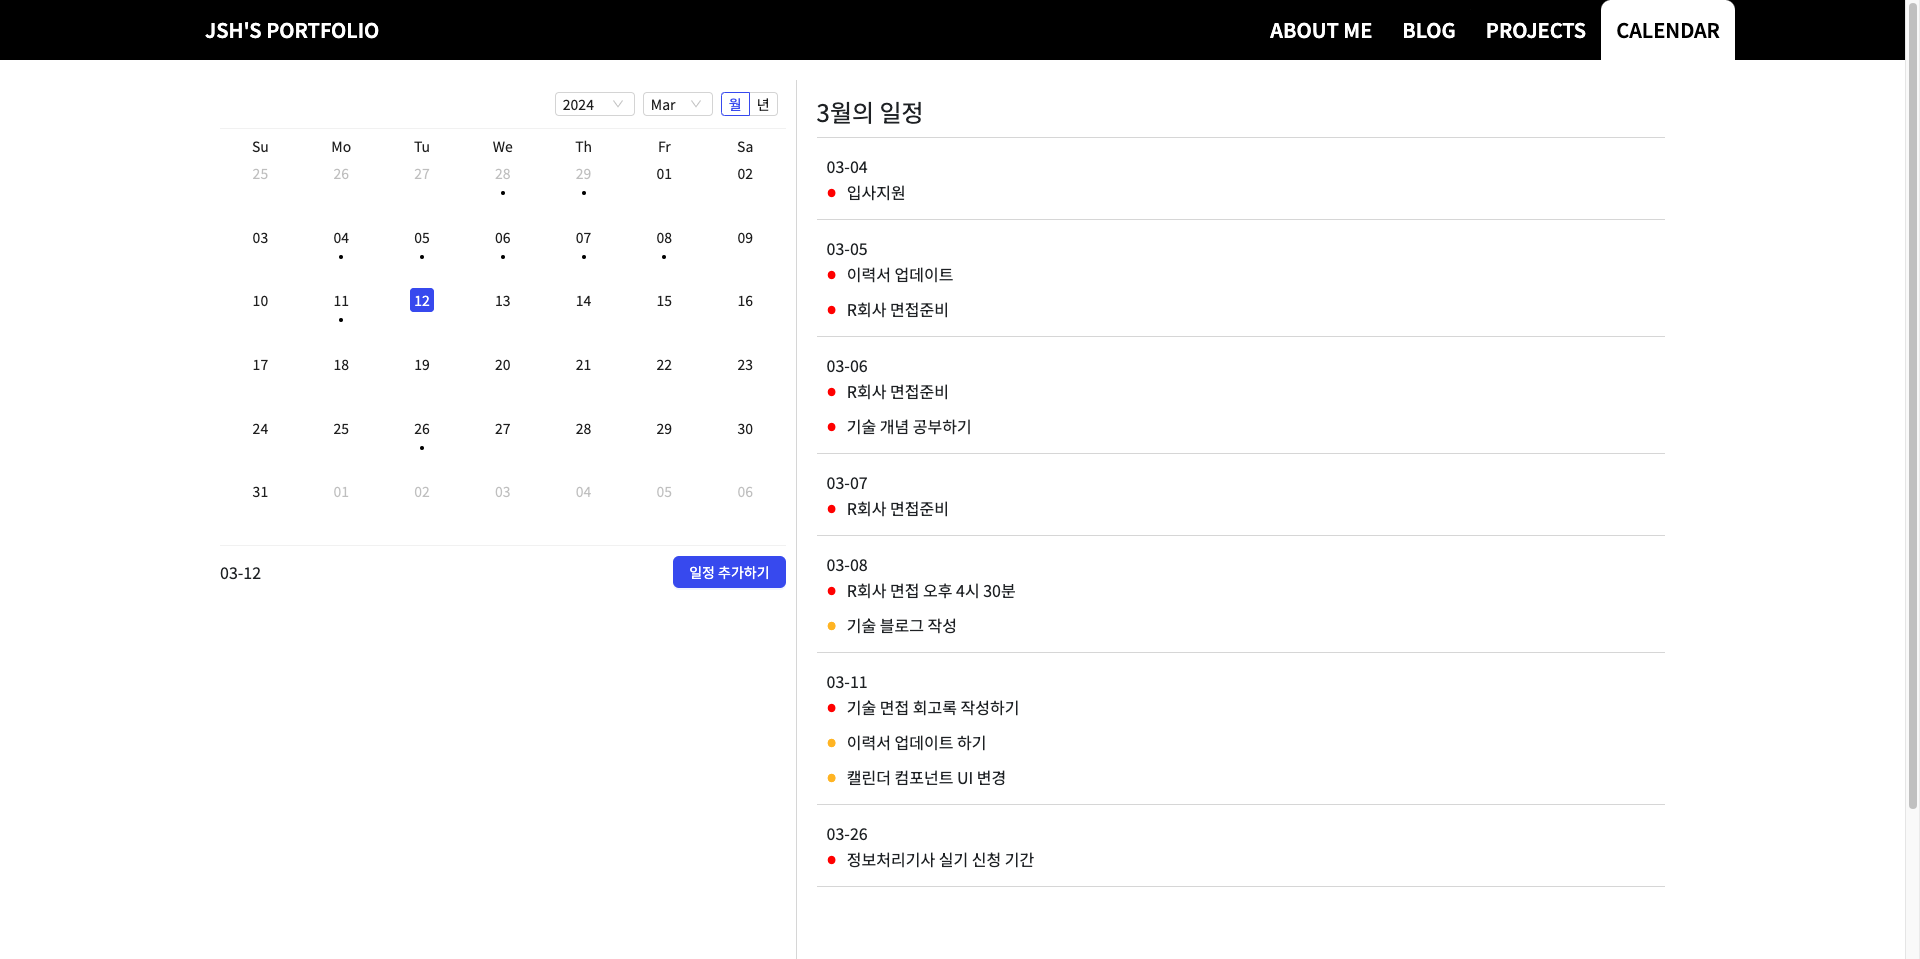 JSH'S PORTFOLIO
ABOUT ME BLOG PROJECTS CALENDAR
2024 Mar 월 년
Su Mo Tu We Th Fr Sa
25 26 27 28 29 01 02
03 04 05 06 07 08 09
10 11 12 13 14 15 16
17 18 19 20 21 22 23
24 25 26 27 28 29 30
31 01 02 03 04 05 06
03-12 일정 추가하기
3월의 일정
03-04
입사지원
03-05
이력서 업데이트
R회사 면접준비
03-06
R회사 면접준비
기술 개념 공부하기
03-07
R회사 면접준비
03-08
R회사 면접 오후 4시 30분
기술 블로그 작성
03-11
기술 면접 회고록 작성하기
이력서 업데이트 하기
캘린더 컴포넌트 UI 변경
03-26
정보처리기사 실기 신청 기간